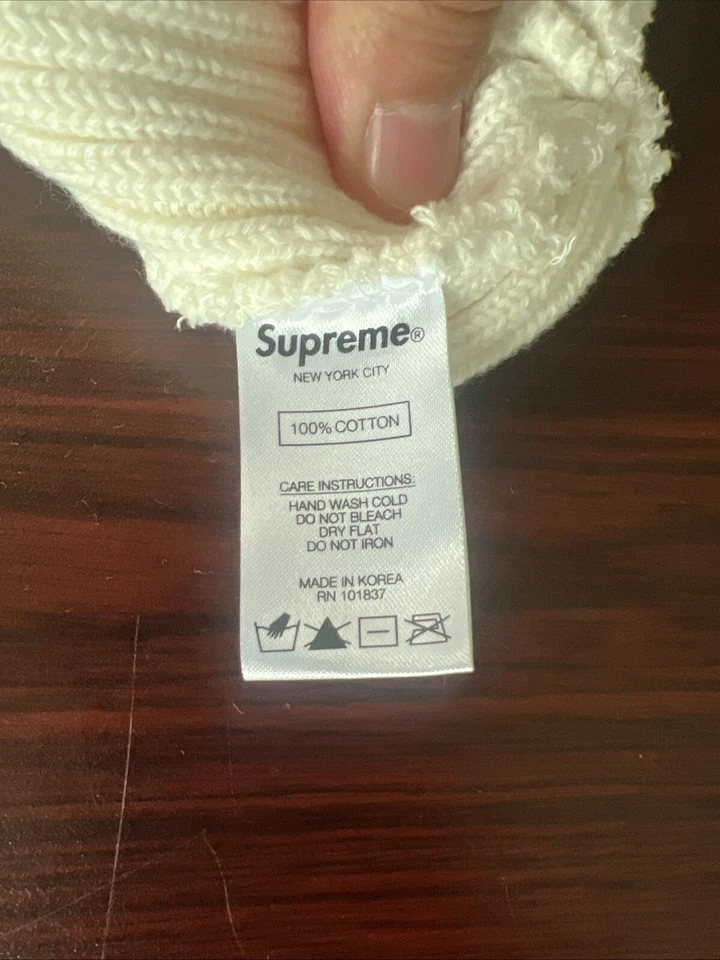 Supreme®
NEW YORK CITY
100% COTTON
CARE INSTRUCTIONS:
HAND WASH COLD
DO NOT BLEACH
DRY FLAT
DO NOT IRON
MADE IN KOREA
RN 101837